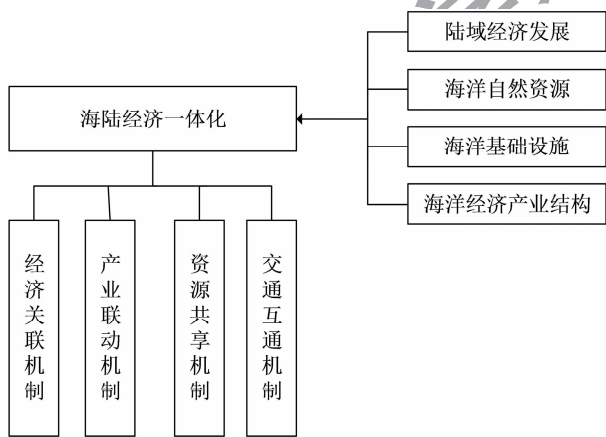 陆域经济发展
海洋自然资源
海陆经济一体化
海洋基础设施
海洋经济产业结构
经济关联机制
产业联动机制
资源共享机制
交通互通机制